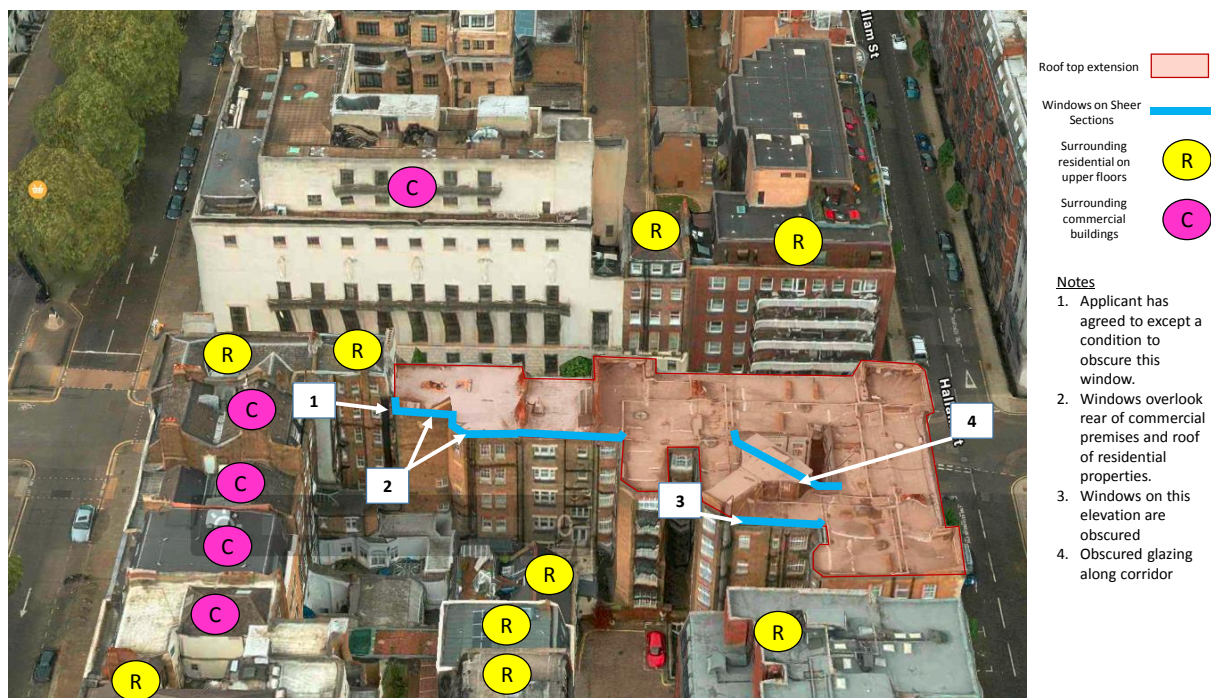 Hallam St
C
R
R
R
R
C
1
4
Hallam St
C
2
3
C
R
C
R
R
R
R
Roof top extension
Windows on Sheer
Sections
Surrounding
residential on
upper floors
R
Surrounding
commercial
buildings
C
Notes
1. Applicant has
agreed to except a
condition to
obscure this
window.
2. Windows overlook
rear of commercial
premises and roof
of residential
properties.
3. Windows on this
elevation are
obscured
4. Obscured glazing
along corridor